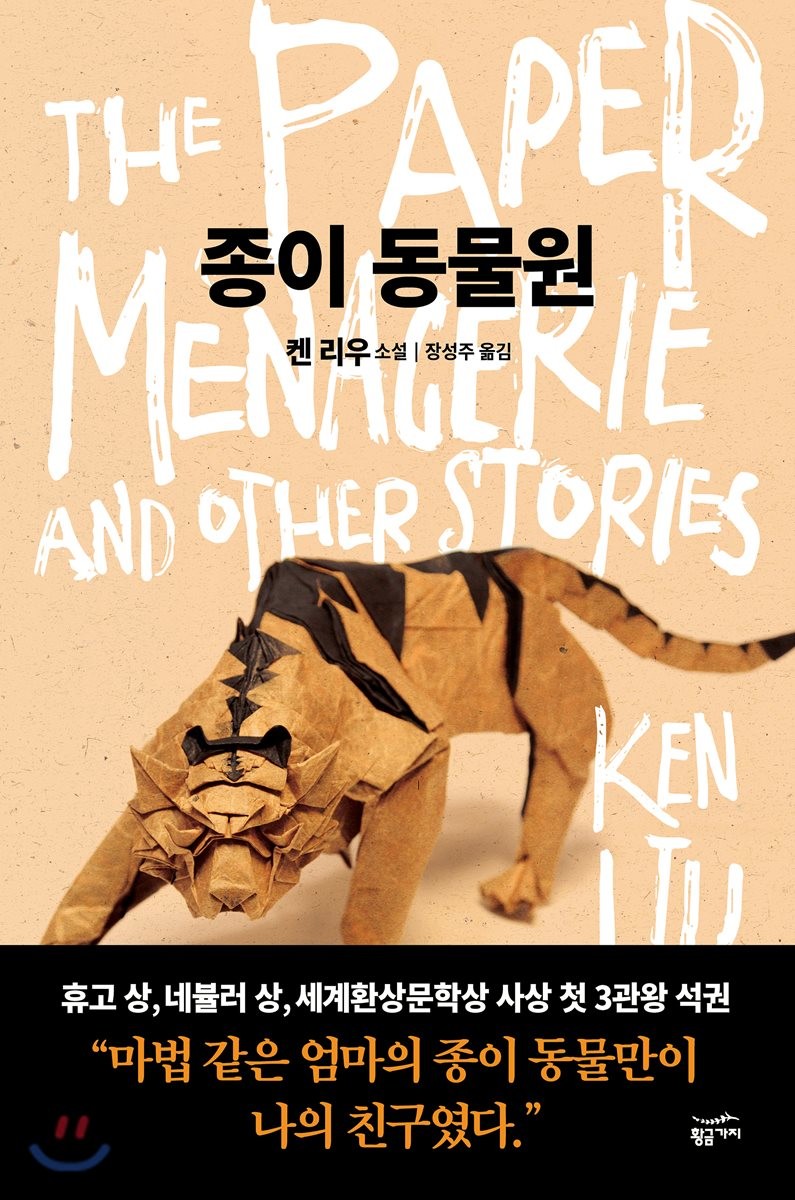 THE PAPER
MENAGERIE
AND OTHER STORIES
종이 동물원
켄 리우 소설 | 장성주 옮김
KEN
LIU
휴고 상, 네뷸러 상, 세계환상문학상 사상 첫 3관왕 석권
“마법 같은 엄마의 종이 동물만이
나의 친구였다.”
황금가지